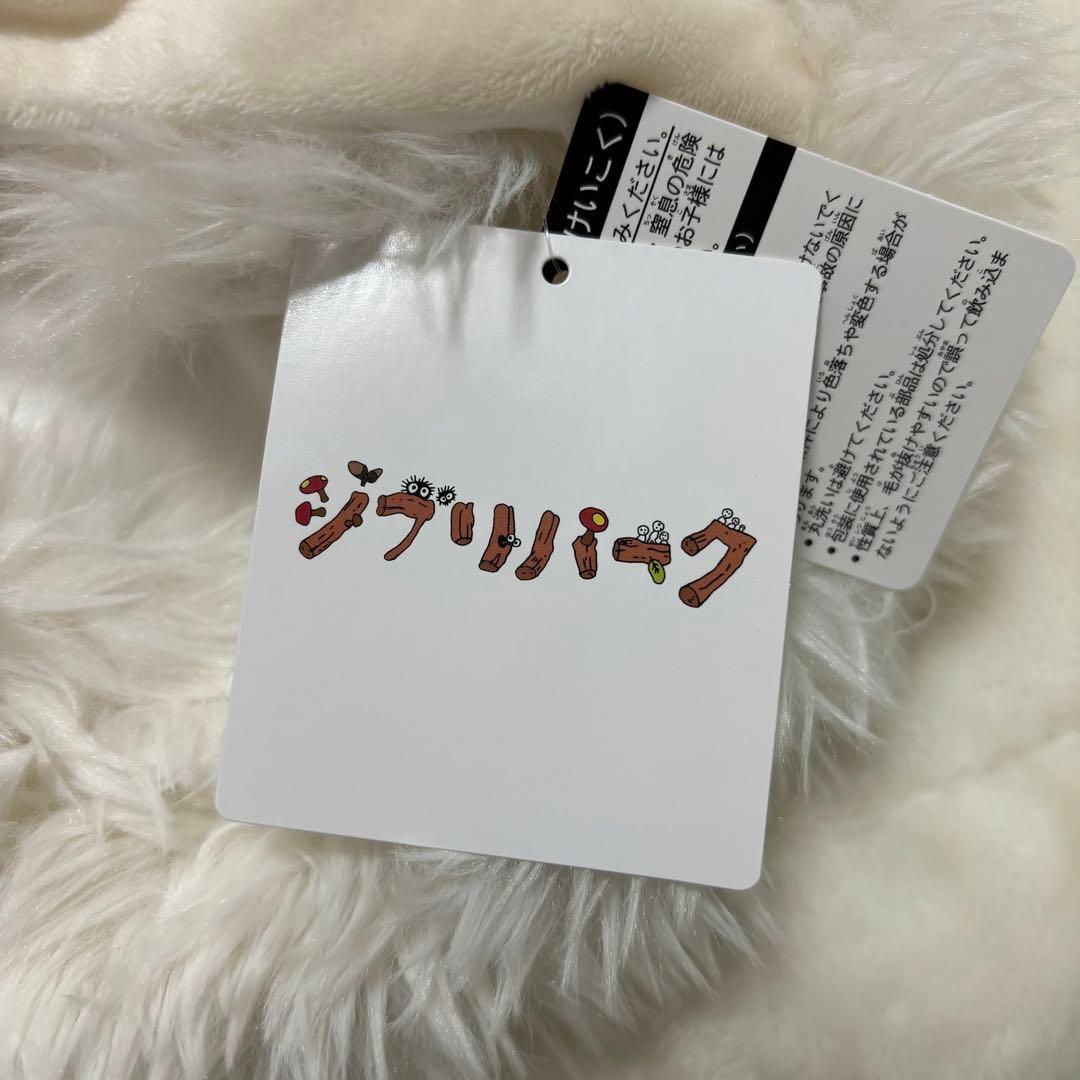 ジブリパーク
けいこく）
みください。
窒息の危険
お子様には
。
けないでく
故の原因に
により色落ちや変色する場合が
ます。
・丸洗いは避けてください。
・包装に使用されている部品は処分してください。
・性質上、毛が抜けやすいので誤って飲み込ま
ないようにご注意ください。